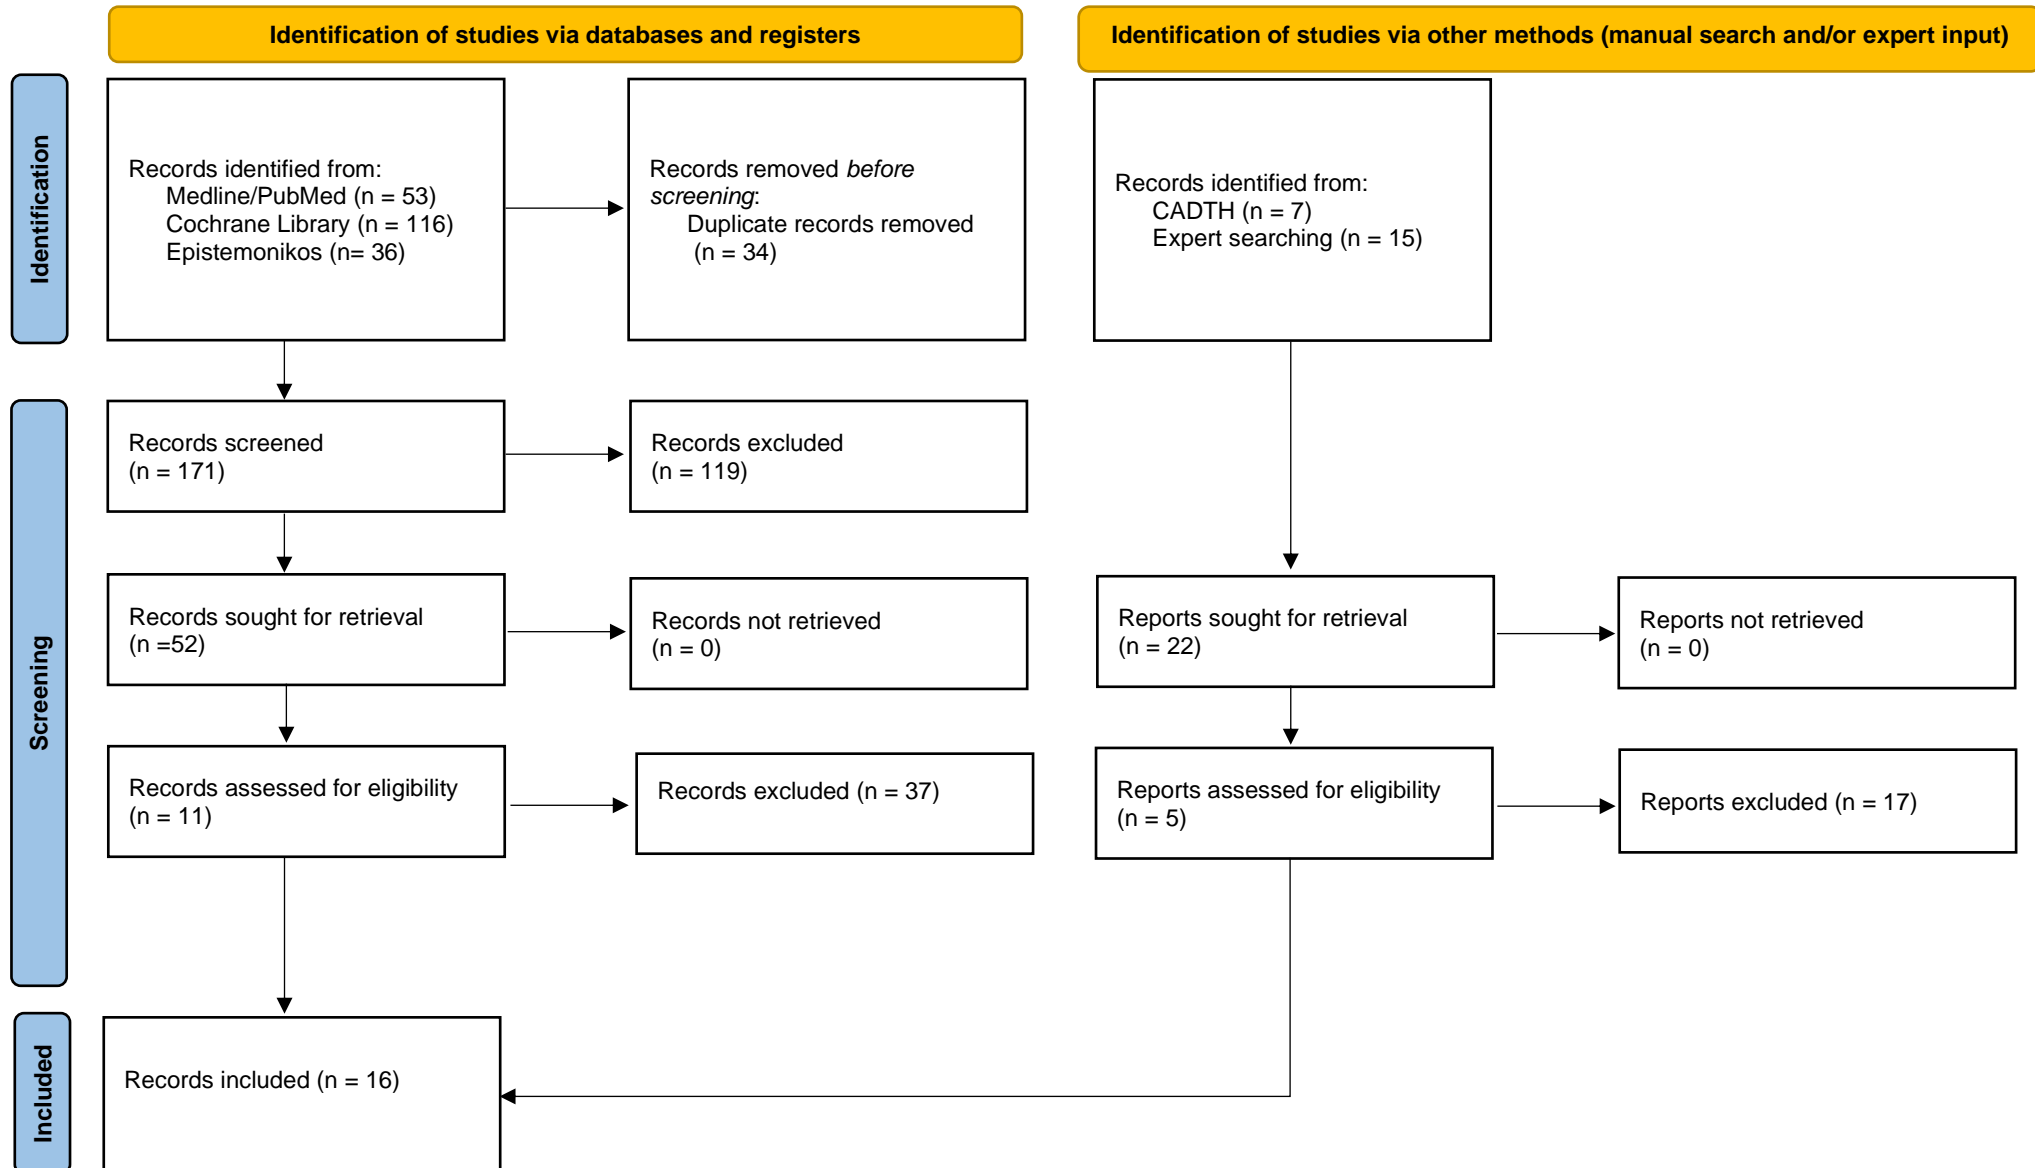 Identification of studies via databases and registers
Identification of studies via other methods (manual search and/or expert input)
Identification
Records identified from:
Medline/PubMed (n = 53)
Cochrane Library (n = 116)
Epistemonikos (n= 36)
Records removed before
screening:
Duplicate records removed
(n = 34)
Records identified from:
CADTH (n = 7)
Expert searching (n = 15)
Screening
Records screened
(n = 171)
Records excluded
(n = 119)
Records sought for retrieval
(n =52)
Records not retrieved
(n = 0)
Reports sought for retrieval
(n = 22)
Reports not retrieved
(n = 0)
Records assessed for eligibility
(n = 11)
Records excluded (n = 37)
Reports assessed for eligibility
(n = 5)
Reports excluded (n = 17)
Included
Records included (n = 16)